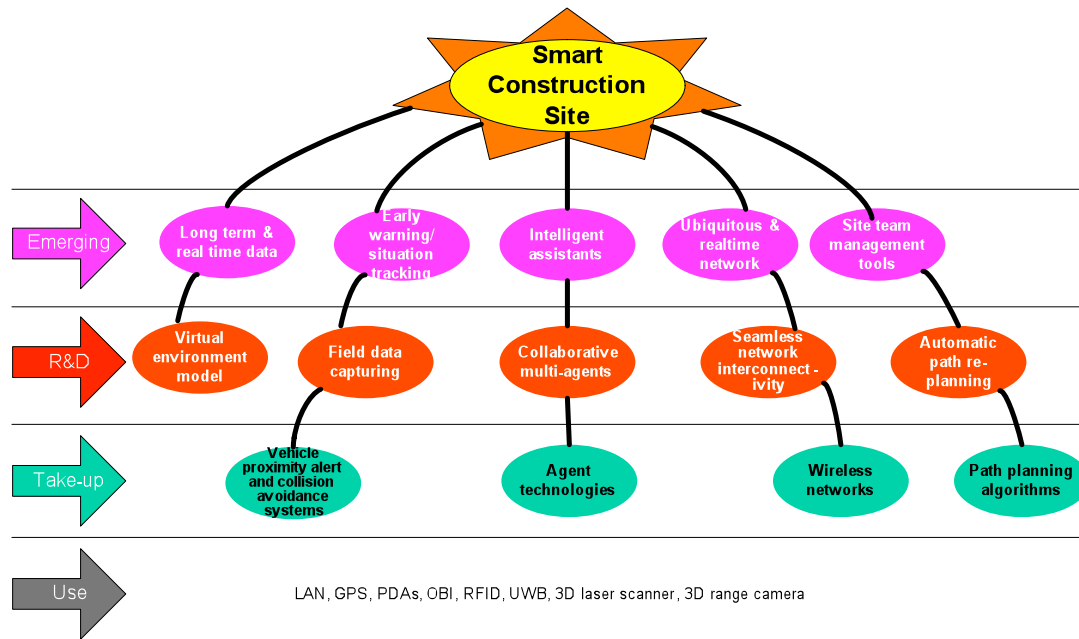 Smart
Construction
Site
Emerging
Long term &
real time data
Early
warning/
situation
tracking
Intelligent
assistants
Ubiquitous &
realtime
network
Site team
management
tools
R&D
Virtual
environment
model
Field data
capturing
Collaborative
multi-agents
Seamless
network
interconnect -
ivity
Automatic
path re-
planning
Take-up
Vehicle
proximity alert
and collision
avoidance
systems
Agent
technologies
Wireless
networks
Path planning
algorithms
Use
LAN, GPS, PDAs, OBI, RFID, UWB, 3D laser scanner, 3D range camera